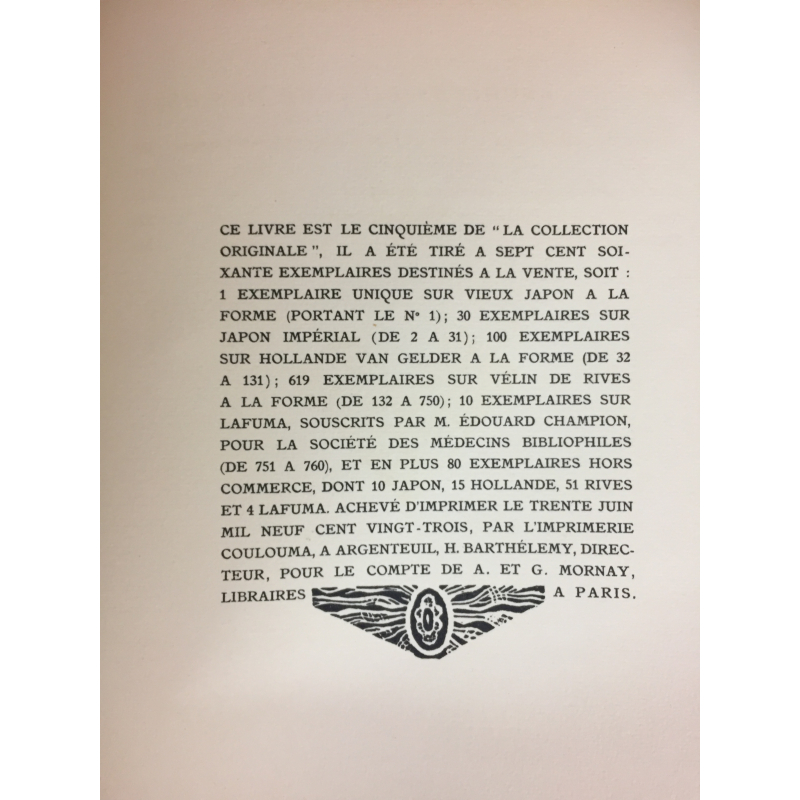 CE LIVRE EST LE CINQUIÈME DE "LA COLLECTION
ORIGINALE", IL A ÉTÉ TIRÉ A SEPT CENT SOI-
XANTE EXEMPLAIRES DESTINÉS A LA VENTE, SOIT :
1 EXEMPLAIRE UNIQUE SUR VIEUX JAPON A LA
FORME (PORTANT LE Nº 1); 30 EXEMPLAIRES SUR
JAPON IMPÉRIAL (DE 2 A 31); 100 EXEMPLAIRES
SUR HOLLANDE VAN GELDER A LA FORME (DE 32
A 131); 619 EXEMPLAIRES SUR VÉLIN DE RIVES
A LA FORME (DE 132 A 750); 10 EXEMPLAIRES SUR
LAFUMA, SOUSCRITS PAR M. ÉDOUARD CHAMPION,
POUR LA SOCIÉTÉ DES MÉDECINS BIBLIOPHILES
(DE 751 A 760), ET EN PLUS 80 EXEMPLAIRES HORS
COMMERCE, DONT 10 JAPON, 15 HOLLANDE, 51 RIVES
ET 4 LAFUMA. ACHEVÉ D'IMPRIMER LE TRENTE JUIN
MIL NEUF CENT VINGT-TROIS, PAR L'IMPRIMERIE
COULOUMA, A ARGENTEUIL, H. BARTHÉLEMY, DIREC-
TEUR, POUR LE COMPTE DE A. ET G. MORNAY,
LIBRAIRES A PARIS.